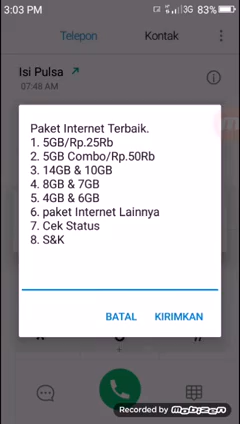 3:03 PM
3G 83%
Telepon Kontak
Isi Pulsa
07:48 AM
Paket Internet Terbaik.
1. 5GB/Rp.25Rb
2. 5GB Combo/Rp.50Rb
3. 14GB & 10GB
4. 8GB & 7GB
5. 4GB & 6GB
6. paket Internet Lainnya
7. Cek Status
8. S&K
BATAL KIRIMKAN
Recorded by MOBIZEN